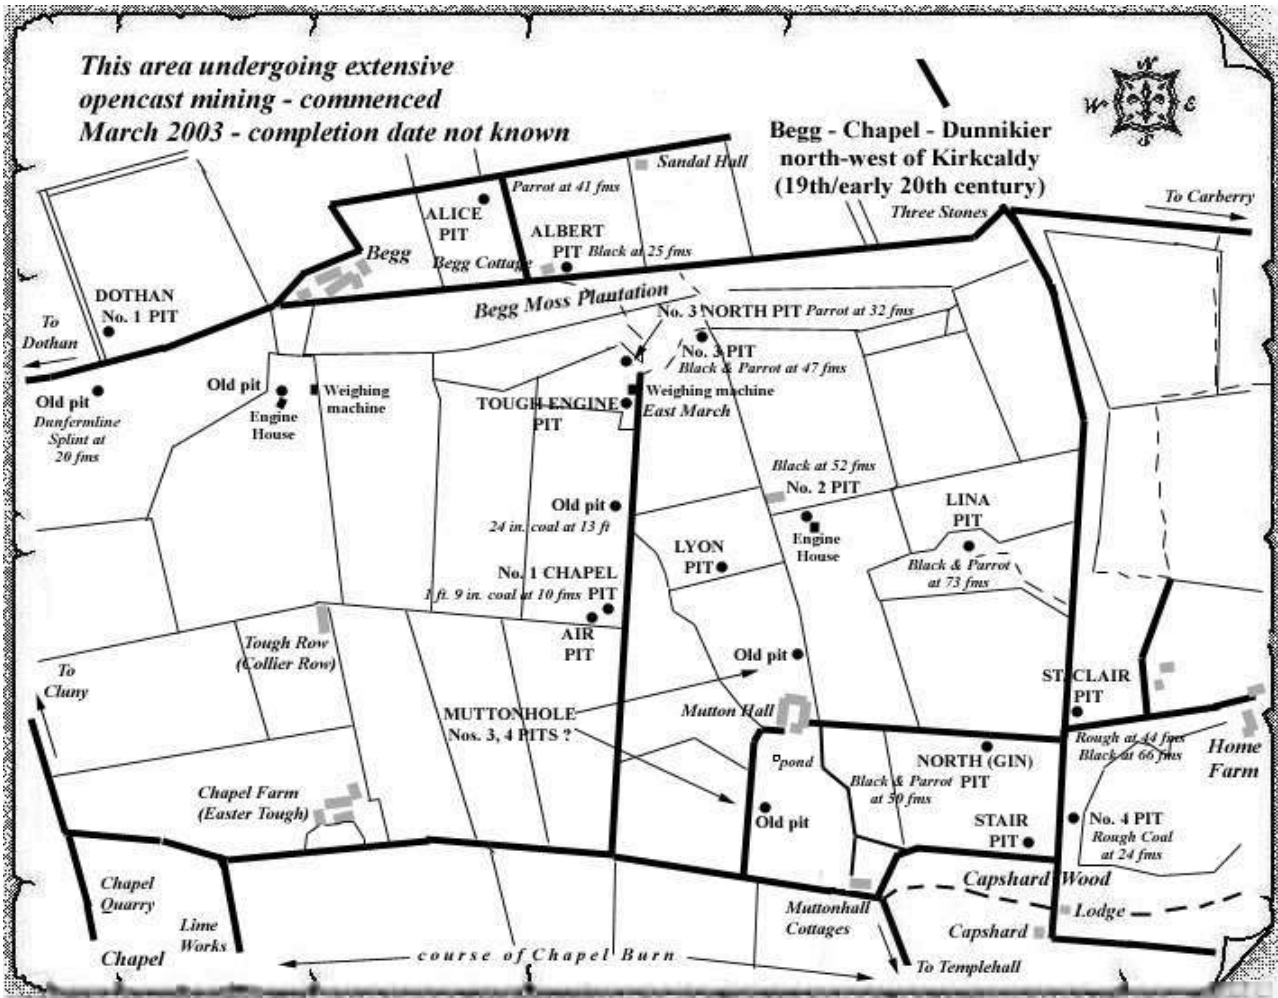 This area undergoing extensive
opencast mining - commenced
March 2003 - completion date not known
N
W
E
S
Begg - Chapel - Dunnikier
north-west of Kirkcaldy
(19th/early 20th century)
Sandal Hall
To Carberry
Three Stones
Parrot at 41 fms
ALICE
PIT
ALBERT
PIT
Black at 25 fms
Begg
Begg Cottage
Begg Moss Plantation
DOTHAN
No. 1 PIT
To
Dothan
No. 3 NORTH PIT
Parrot at 32 fms
No. 3 PIT
Black & Parrot at 47 fms
Old pit
Dunfermline
Splint at
20 fms
Old pit
Engine
House
Weighing
machine
Weighing machine
TOUGH ENGINE
PIT
East March
Black at 52 fms
No. 2 PIT
Engine
House
LINA
PIT
Black & Parrot
at 73 fms
Old pit
24 in. coal at 13 ft
LYON
PIT
No. 1 CHAPEL
PIT
1 ft. 9 in. coal at 10 fms
AIR
PIT
Tough Row
(Collier Row)
To
Cluny
Old pit
ST. CLAIR
PIT
Mutton Hall
MUTTONHOLE
Nos. 3, 4 PITS ?
Rough at 44 fms
Black at 66 fms
Home
Farm
pond
NORTH (GIN)
PIT
Black & Parrot
at 50 fms
Chapel Farm
(Easter Tough)
Old pit
STAIR
PIT
No. 4 PIT
Rough Coal
at 24 fms
Capshard Wood
Chapel
Quarry
Lime
Works
Chapel
Muttonhall
Cottages
Lodge
Capshard
course of Chapel Burn
To Templehall